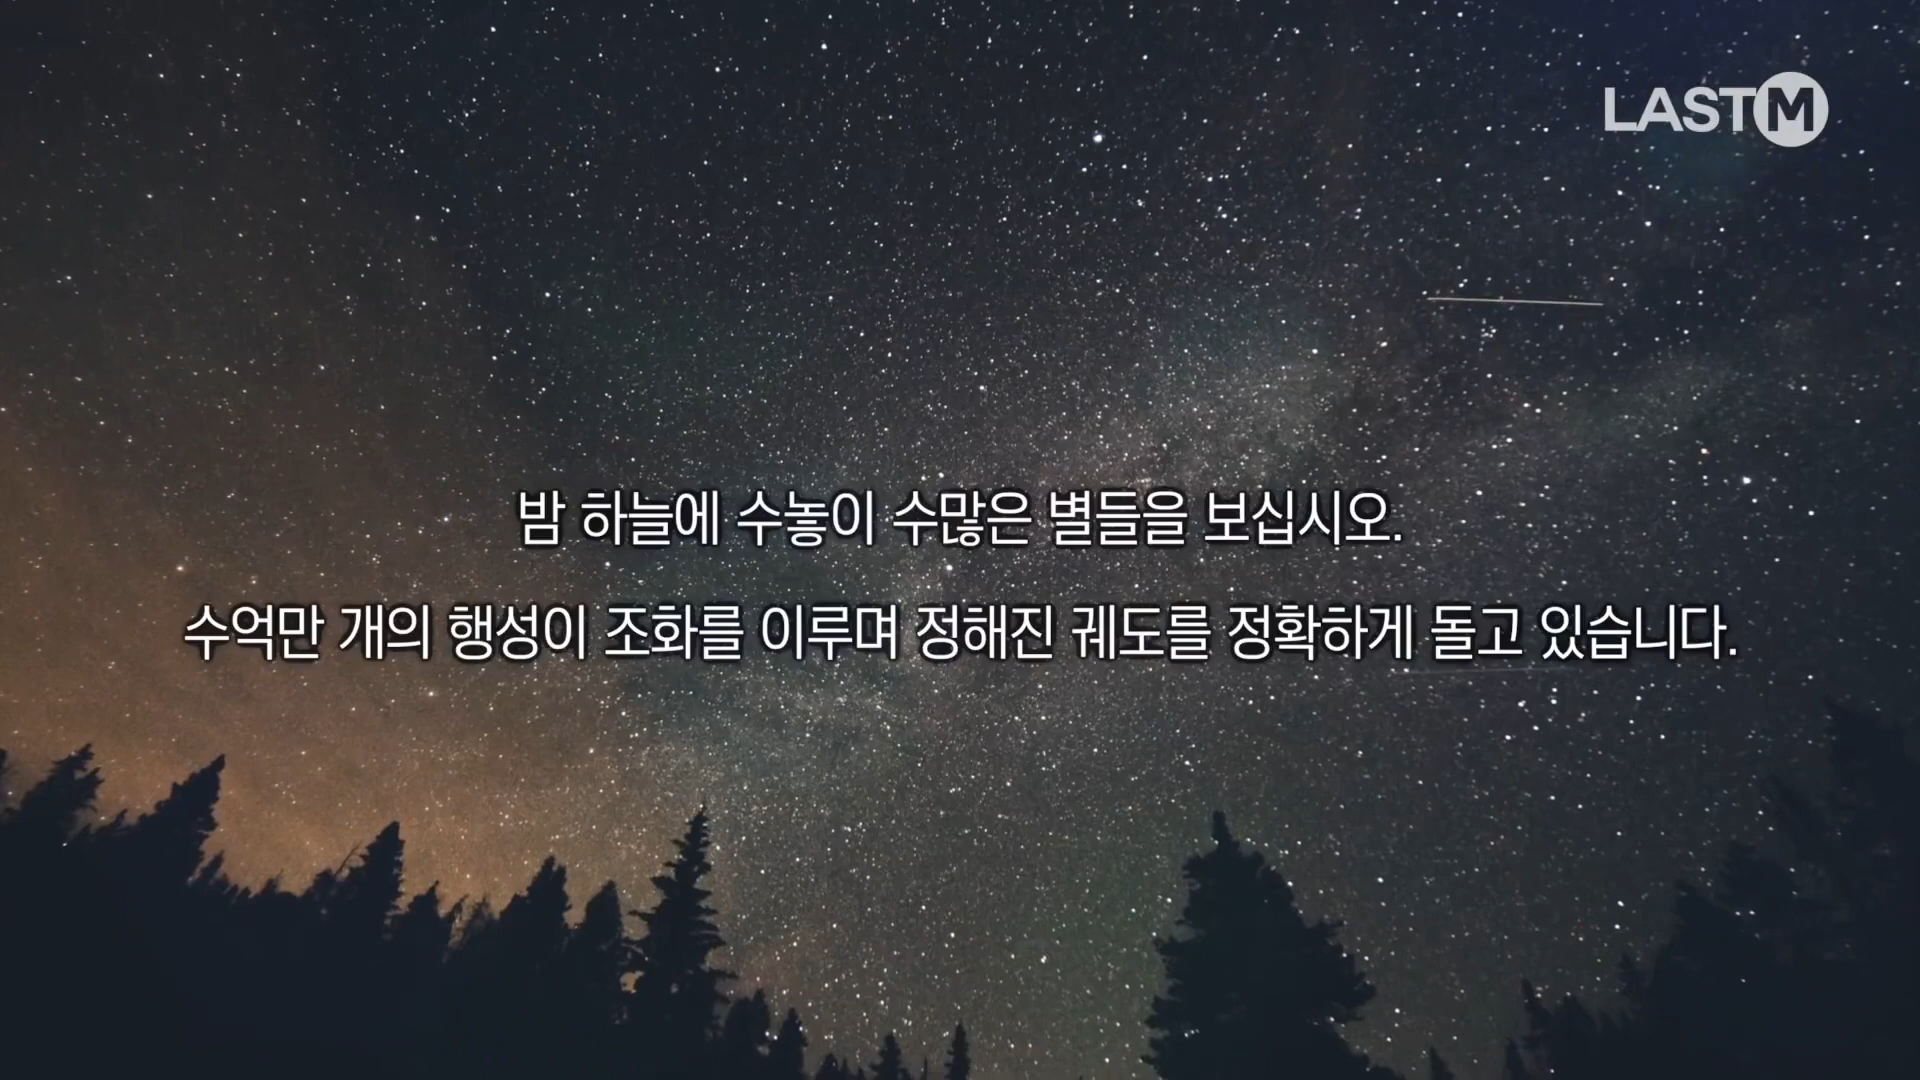 LASTM
밤 하늘에 수놓이 수많은 별들을 보십시오.
수억만 개의 행성이 조화를 이루며 정해진 궤도를 정확하게 돌고 있습니다.